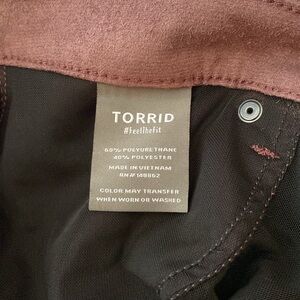 TORRID
#feelthefit
60% POLYURETHANE
40% POLYESTER
MADE IN VIETNAM
RN# 148862
COLOR MAY TRANSFER
WHEN WORN OR WASHED